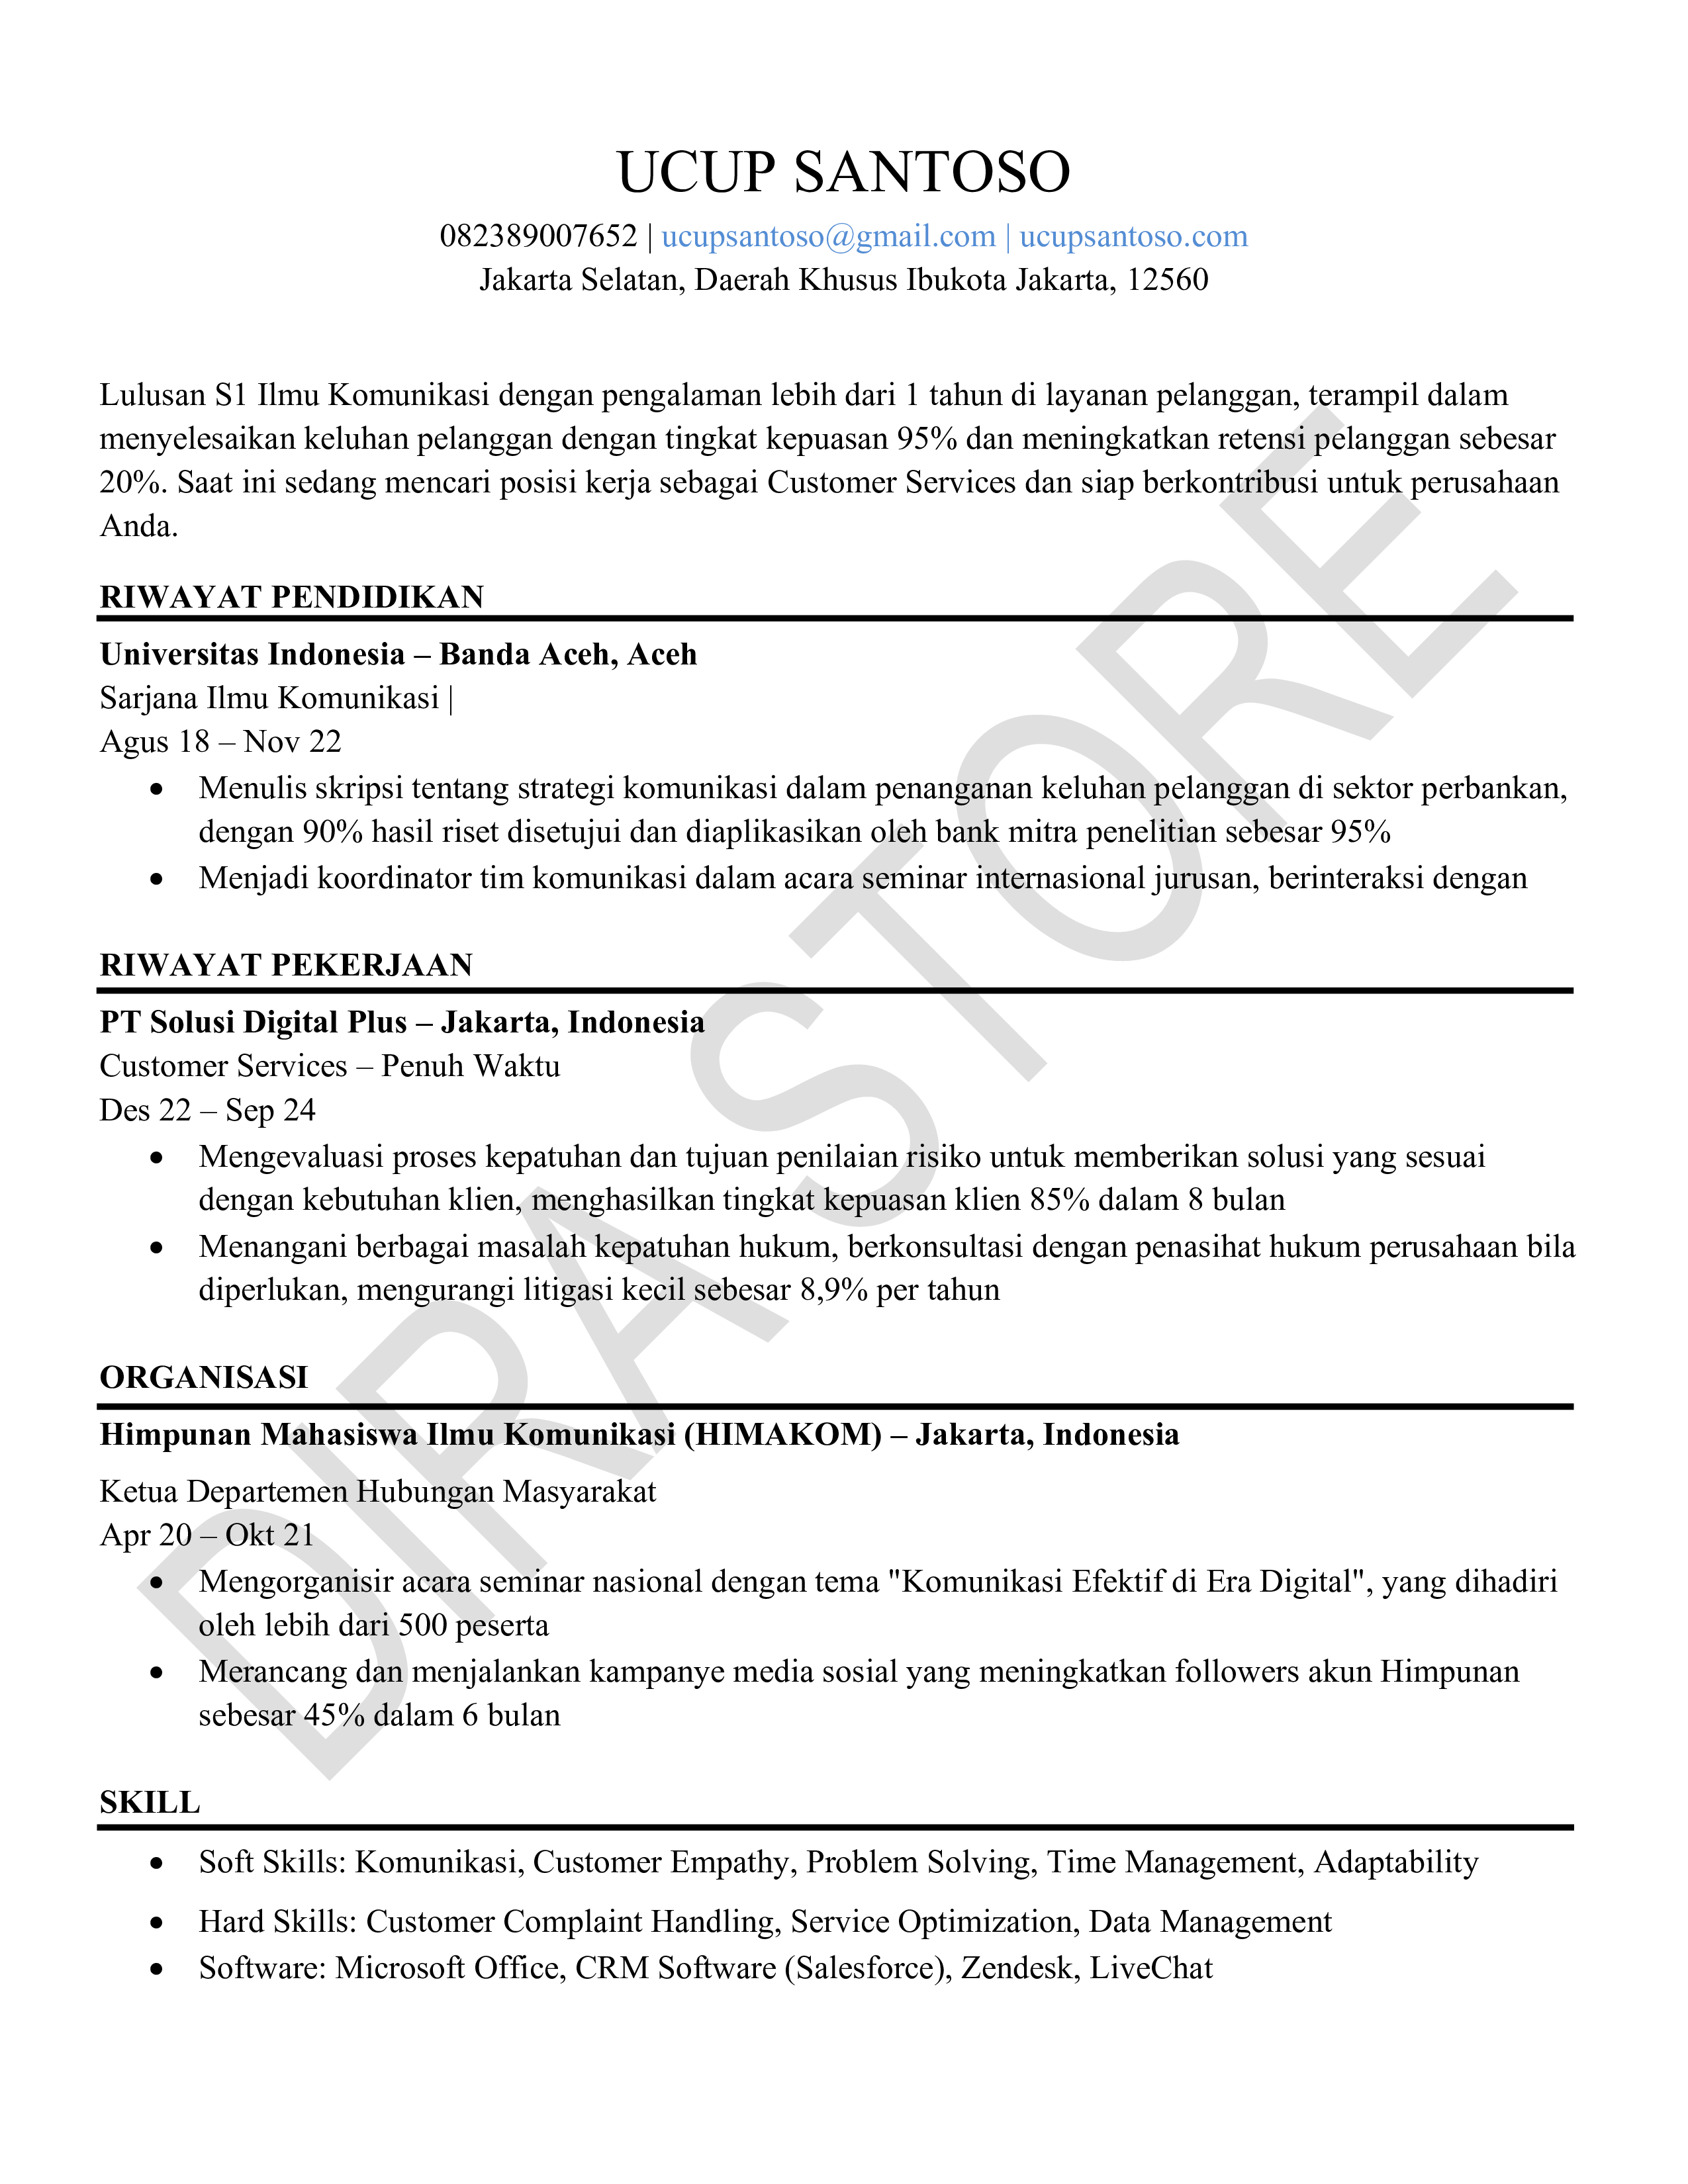 UCUP SANTOSO
082389007652 | ucupsantoso@gmail.com | ucupsantoso.com
Jakarta Selatan, Daerah Khusus Ibukota Jakarta, 12560
Lulusan S1 Ilmu Komunikasi dengan pengalaman lebih dari 1 tahun di layanan pelanggan, terampil dalam
menyelesaikan keluhan pelanggan dengan tingkat kepuasan 95% dan meningkatkan retensi pelanggan sebesar
20%. Saat ini sedang mencari posisi kerja sebagai Customer Services dan siap berkontribusi untuk perusahaan
Anda.
RIWAYAT PENDIDIKAN
Universitas Indonesia – Banda Aceh, Aceh
Sarjana Ilmu Komunikasi |
Agus 18 – Nov 22
• Menulis skripsi tentang strategi komunikasi dalam penanganan keluhan pelanggan di sektor perbankan,
dengan 90% hasil riset disetujui dan diaplikasikan oleh bank mitra penelitian sebesar 95%
• Menjadi koordinator tim komunikasi dalam acara seminar internasional jurusan, berinteraksi dengan
RIWAYAT PEKERJAAN
PT Solusi Digital Plus – Jakarta, Indonesia
Customer Services – Penuh Waktu
Des 22 – Sep 24
• Mengevaluasi proses kepatuhan dan tujuan penilaian risiko untuk memberikan solusi yang sesuai
dengan kebutuhan klien, menghasilkan tingkat kepuasan klien 85% dalam 8 bulan
• Menangani berbagai masalah kepatuhan hukum, berkonsultasi dengan penasihat hukum perusahaan bila
diperlukan, mengurangi litigasi kecil sebesar 8,9% per tahun
ORGANISASI
Himpunan Mahasiswa Ilmu Komunikasi (HIMAKOM) – Jakarta, Indonesia
Ketua Departemen Hubungan Masyarakat
Apr 20 – Okt 21
• Mengorganisir acara seminar nasional dengan tema "Komunikasi Efektif di Era Digital", yang dihadiri
oleh lebih dari 500 peserta
• Merancang dan menjalankan kampanye media sosial yang meningkatkan followers akun Himpunan
sebesar 45% dalam 6 bulan
SKILL
• Soft Skills: Komunikasi, Customer Empathy, Problem Solving, Time Management, Adaptability
• Hard Skills: Customer Complaint Handling, Service Optimization, Data Management
• Software: Microsoft Office, CRM Software (Salesforce), Zendesk, LiveChat
DIRA STORE